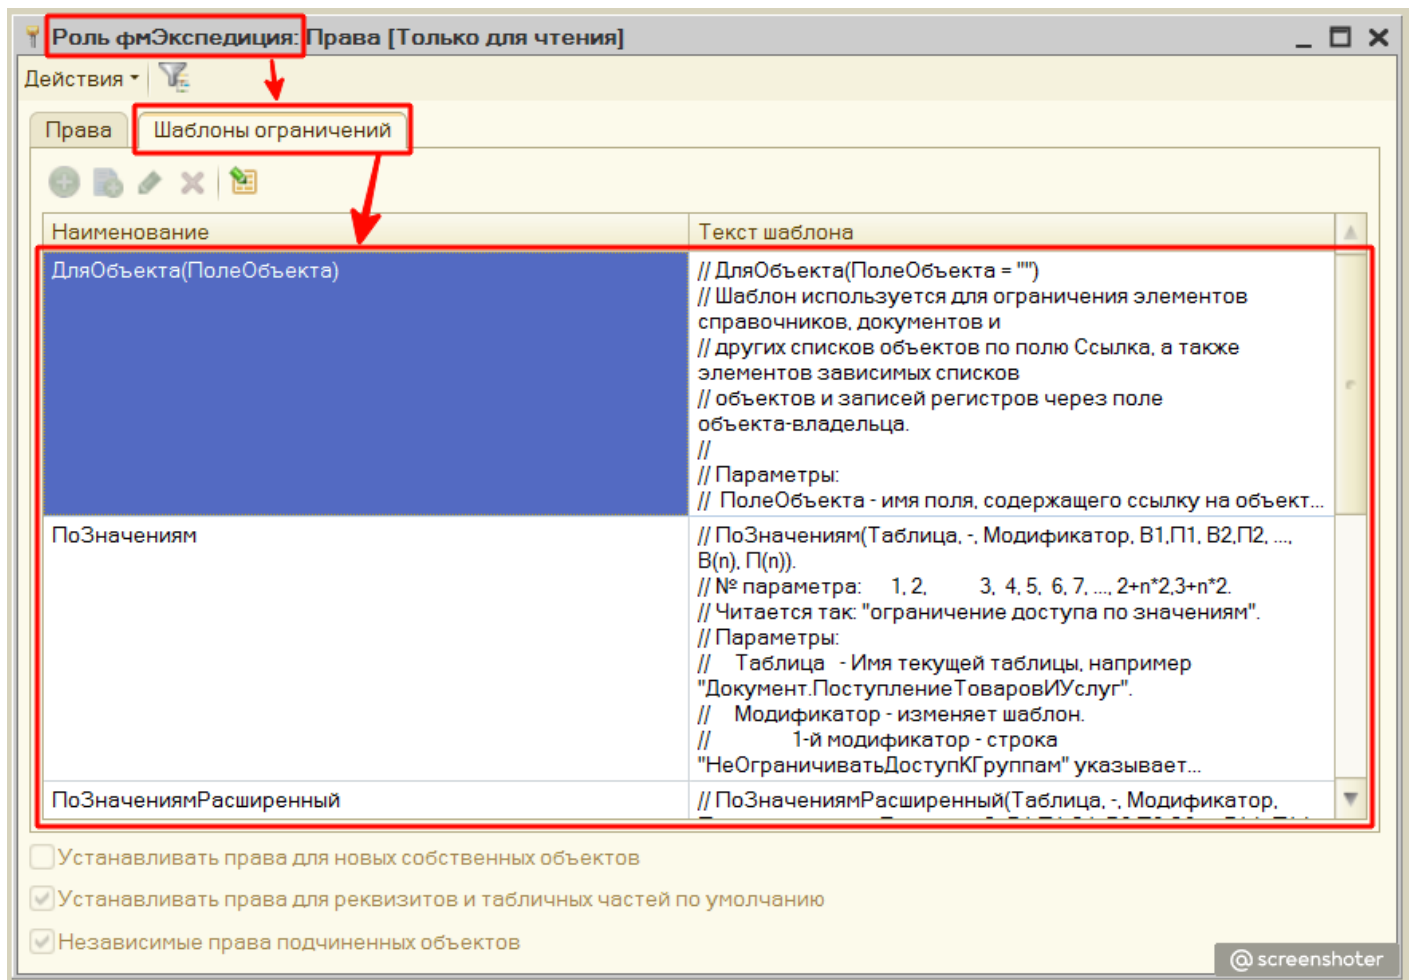 Роль фмЭкспедиция: Права [Только для чтения]
Действия
Права
Шаблоны ограничений
Наименование
Текст шаблона
ДляОбъекта(ПолеОбъекта)
// ДляОбъекта(ПолеОбъекта = "")
// Шаблон используется для ограничения элементов
справочников, документов и
// других списков объектов по полю Ссылка, а также
элементов зависимых списков
// объектов и записей регистров через поле
объекта-владельца.
//
// Параметры:
// ПолеОбъекта - имя поля, содержащего ссылку на объект...
ПоЗначениям
// ПоЗначениям(Таблица, -, Модификатор, В1,П1, В2,П2, ...,
В(n), П(n)).
// № параметра: 1, 2, 3, 4, 5, 6, 7, ..., 2+n*2,3+n*2.
// Читается так: "ограничение доступа по значениям".
// Параметры:
// Таблица - Имя текущей таблицы, например
"Документ.ПоступлениеТоваровИУслуг".
// Модификатор - изменяет шаблон.
// 1-й модификатор - строка
"НеОграничиватьДоступКГруппам" указывает...
ПоЗначениямРасширенный
// ПоЗначениямРасширенный(Таблица, -, Модификатор,
Устанавливать права для новых собственных объектов
Устанавливать права для реквизитов и табличных частей по умолчанию
Независимые права подчиненных объектов
@ screenshoter